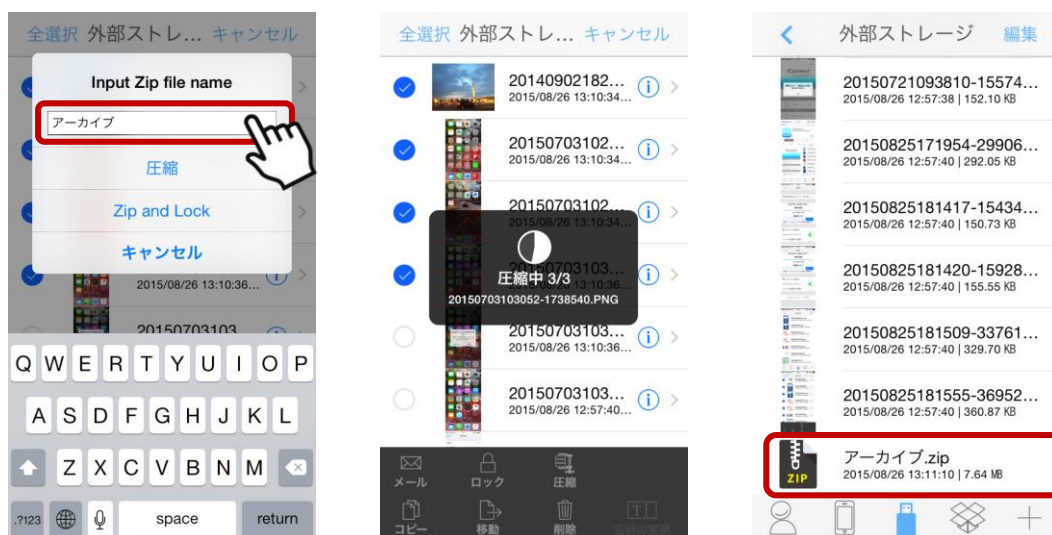 全選択 外部ストレ... キャンセル
Input Zip file name
アーカイブ
圧縮
Zip and Lock
キャンセル
2015/08/26 13:10:36...
20150703103
Q W E R T Y U I O P
A S D F G H J K L
Z X C V B N M
.?123 space return
全選択 外部ストレ... キャンセル
20140902182...
2015/08/26 13:10:34...
20150703102...
2015/08/26 13:10:34...
20150703102...
2015/08/26 13:10:34...
20150703103...
圧縮中 3/3
20150703103052-1738540.PNG
20150703103...
2015/08/26 13:10:36...
20150703103...
2015/08/26 12:57:40...
メール ロック 圧縮
コピー 移動 削除 名前の変更
外部ストレージ 編集
20150721093810-15574...
2015/08/26 12:57:38 | 152.10 KB
20150825171954-29906...
2015/08/26 12:57:40 | 292.05 KB
20150825181417-15434...
2015/08/26 12:57:40 | 150.73 KB
20150825181420-15928...
2015/08/26 12:57:40 | 155.55 KB
20150825181509-33761...
2015/08/26 12:57:40 | 329.70 KB
20150825181555-36952...
2015/08/26 12:57:40 | 360.87 KB
ZIP
アーカイブ.zip
2015/08/26 13:11:10 | 7.64 MB